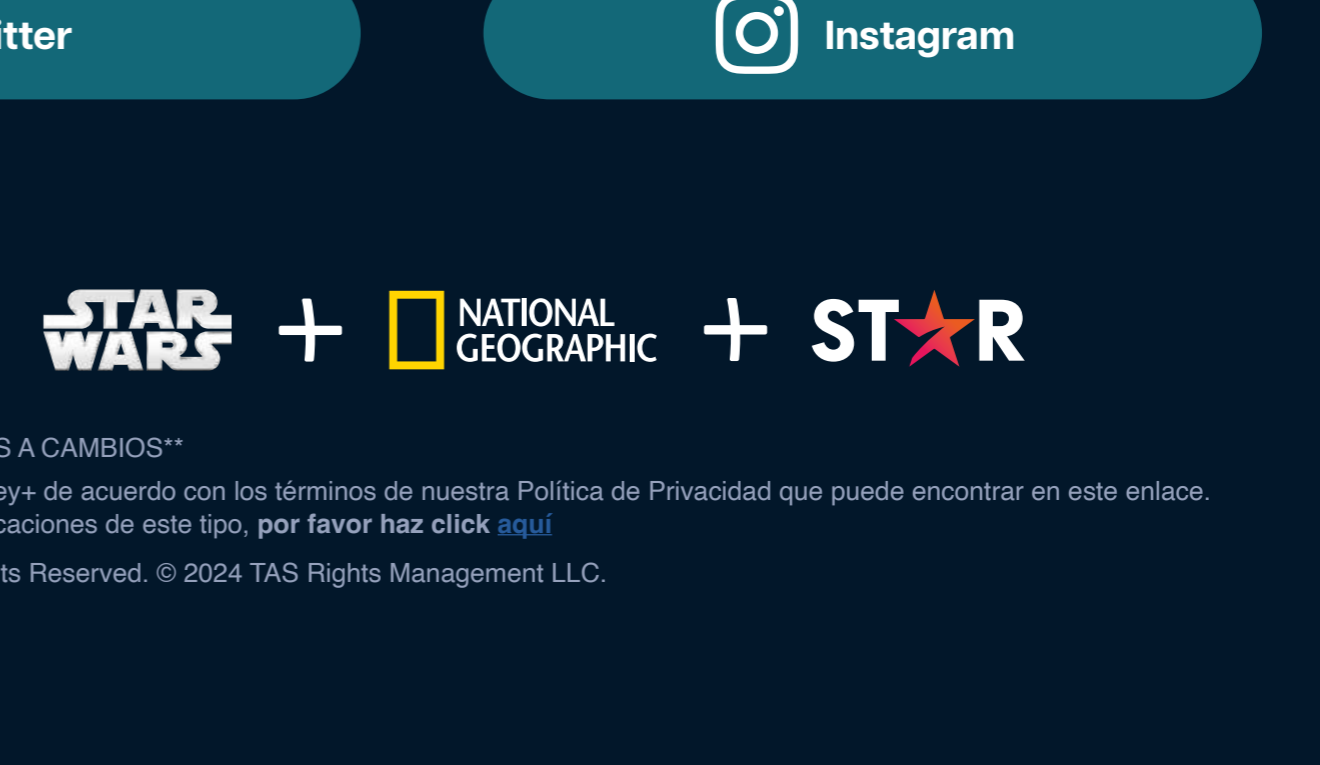 itter
Instagram
STAR WARS + NATIONAL GEOGRAPHIC + STAR
S A CAMBIOS**
ey+ de acuerdo con los términos de nuestra Política de Privacidad que puede encontrar en este enlace.
caciones de este tipo, por favor haz click aquí
ts Reserved. © 2024 TAS Rights Management LLC.